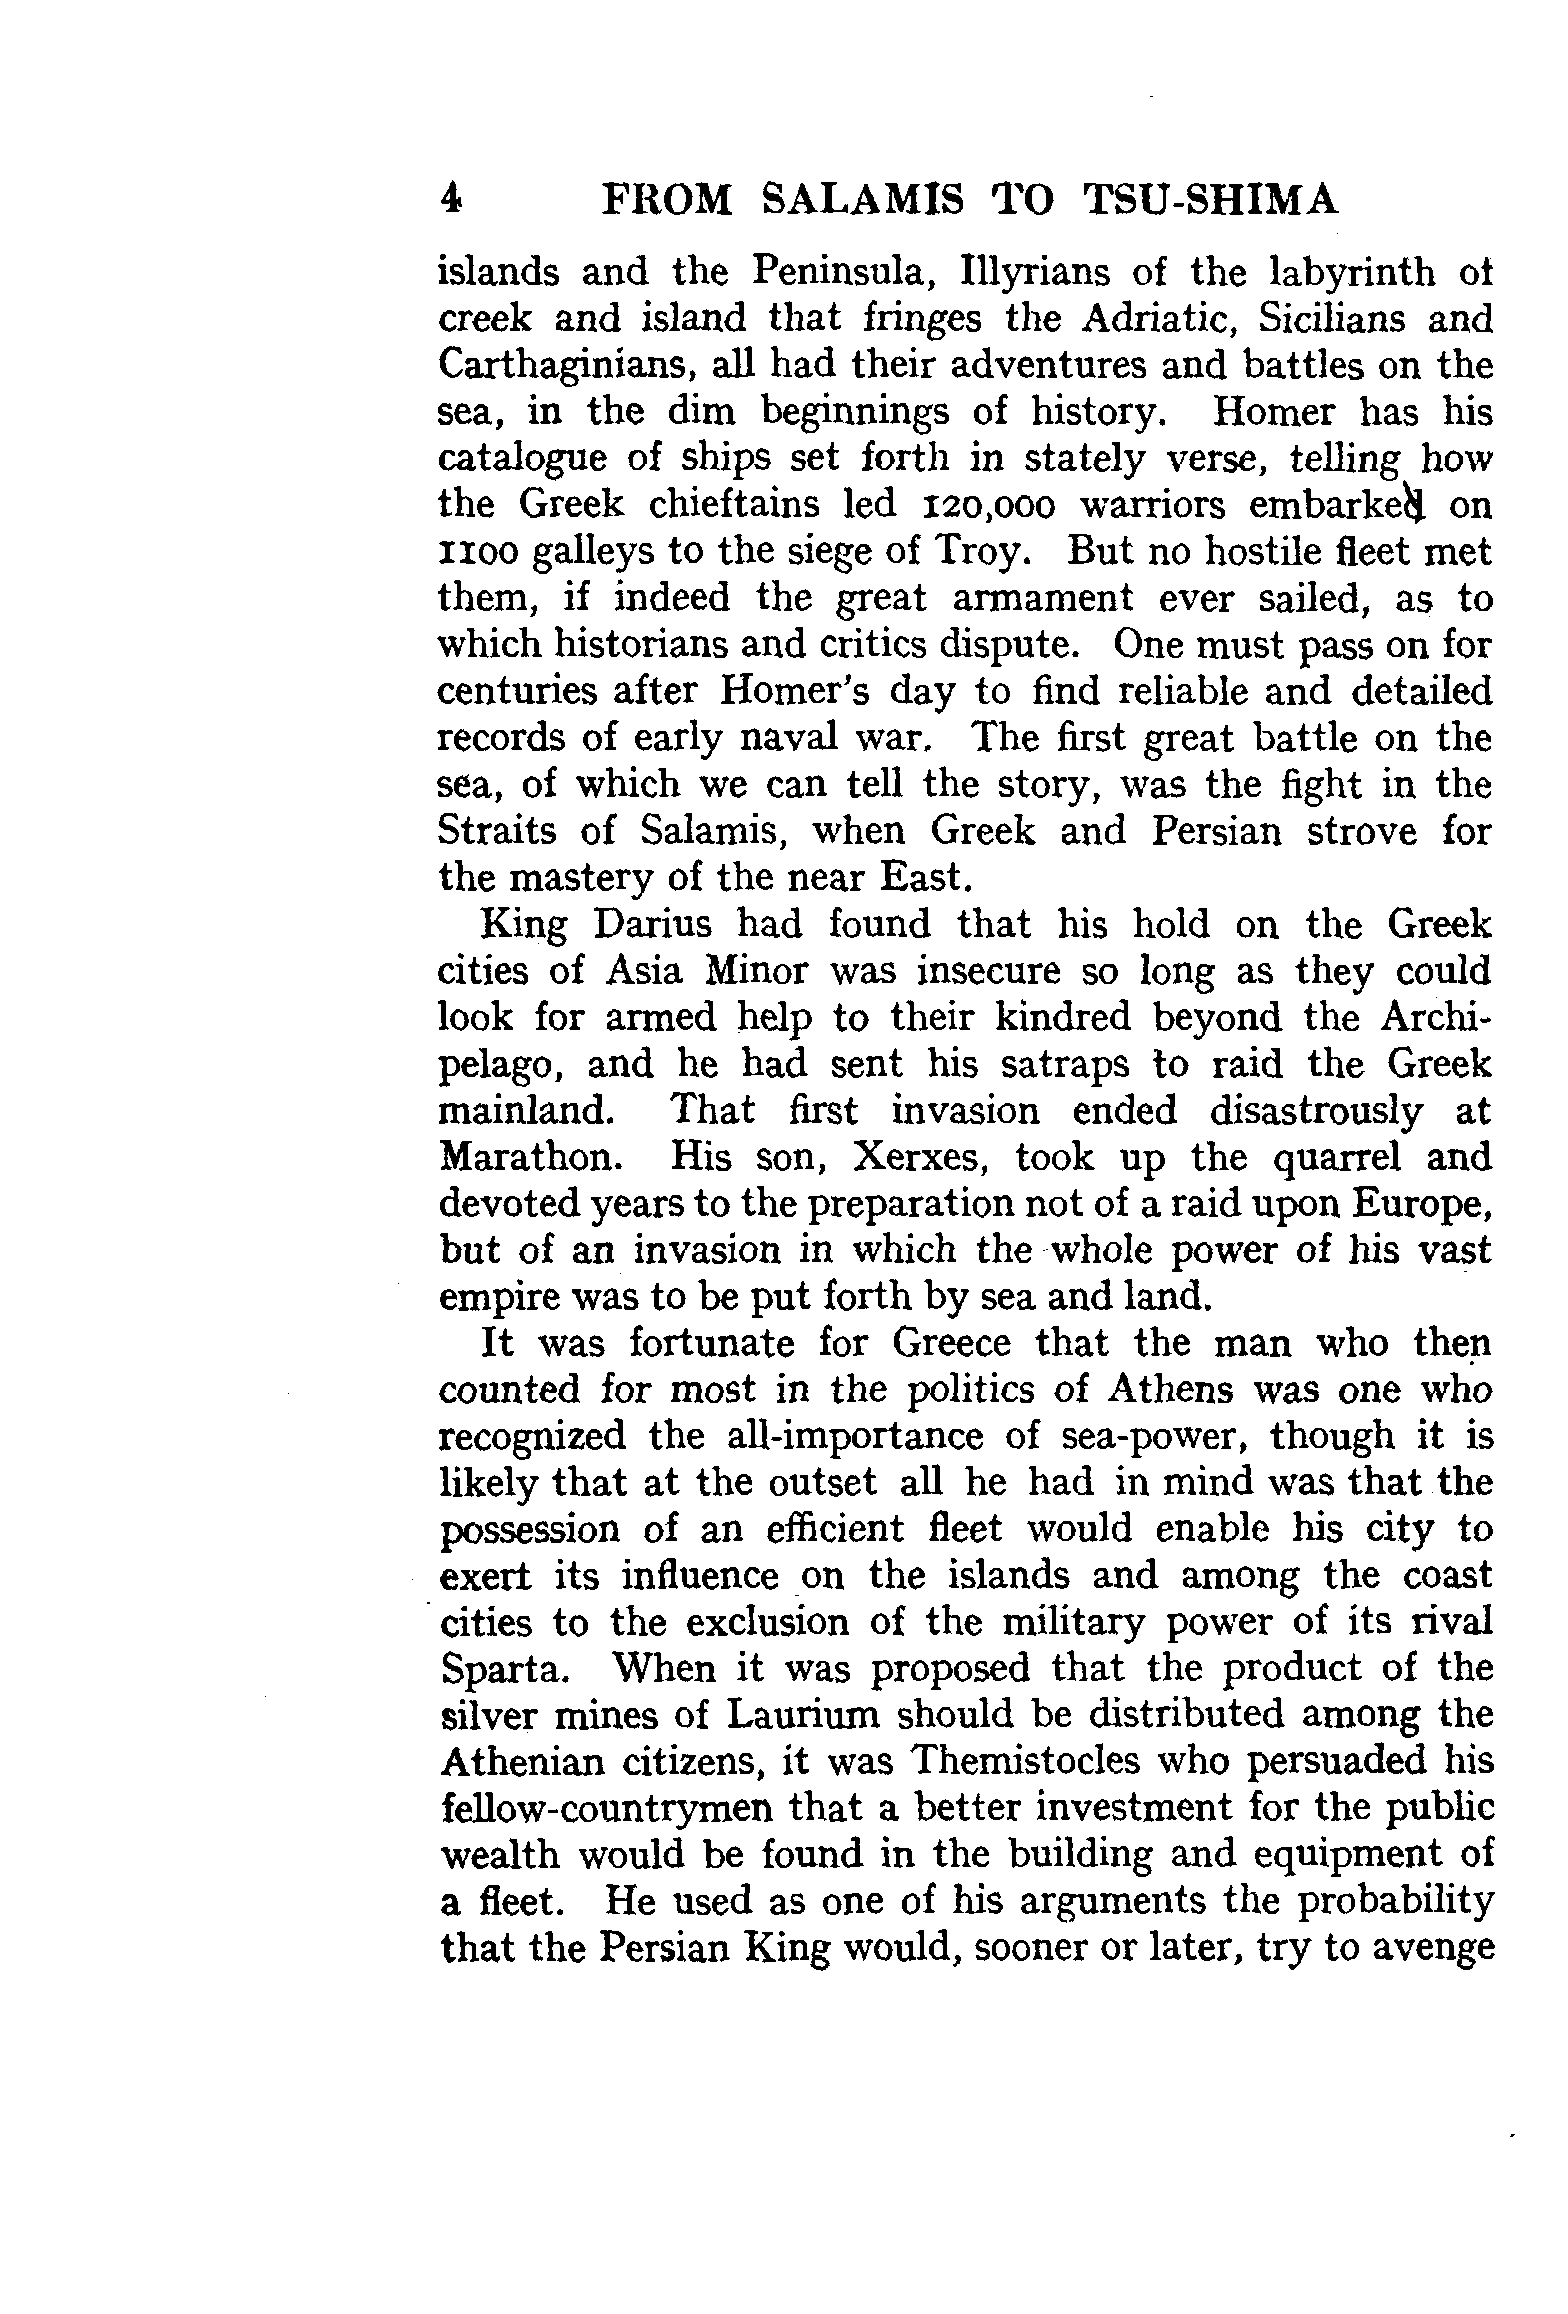 4 FROM SALAMIS TO TSU-SHIMA
islands and the Peninsula, Illyrians of the labyrinth of
creek and island that fringes the Adriatic, Sicilians and
Carthaginians, all had their adventures and battles on the
sea, in the dim beginnings of history. Homer has his
catalogue of ships set forth in stately verse, telling how
the Greek chieftains led 120,000 warriors embarked on
1100 galleys to the siege of Troy. But no hostile fleet met
them, if indeed the great armament ever sailed, as to
which historians and critics dispute. One must pass on for
centuries after Homer's day to find reliable and detailed
records of early naval war. The first great battle on the
sea, of which we can tell the story, was the fight in the
Straits of Salamis, when Greek and Persian strove for
the mastery of the near East.
King Darius had found that his hold on the Greek
cities of Asia Minor was insecure so long as they could
look for armed help to their kindred beyond the Archi-
pelago, and he had sent his satraps to raid the Greek
mainland. That first invasion ended disastrously at
Marathon. His son, Xerxes, took up the quarrel and
devoted years to the preparation not of a raid upon Europe,
but of an invasion in which the whole power of his vast
empire was to be put forth by sea and land.
It was fortunate for Greece that the man who then
counted for most in the politics of Athens was one who
recognized the all-importance of sea-power, though it is
likely that at the outset all he had in mind was that the
possession of an efficient fleet would enable his city to
exert its influence on the islands and among the coast
cities to the exclusion of the military power of its rival
Sparta. When it was proposed that the product of the
silver mines of Laurium should be distributed among the
Athenian citizens, it was Themistocles who persuaded his
fellow-countrymen that a better investment for the public
wealth would be found in the building and equipment of
a fleet. He used as one of his arguments the probability
that the Persian King would, sooner or later, try to avenge